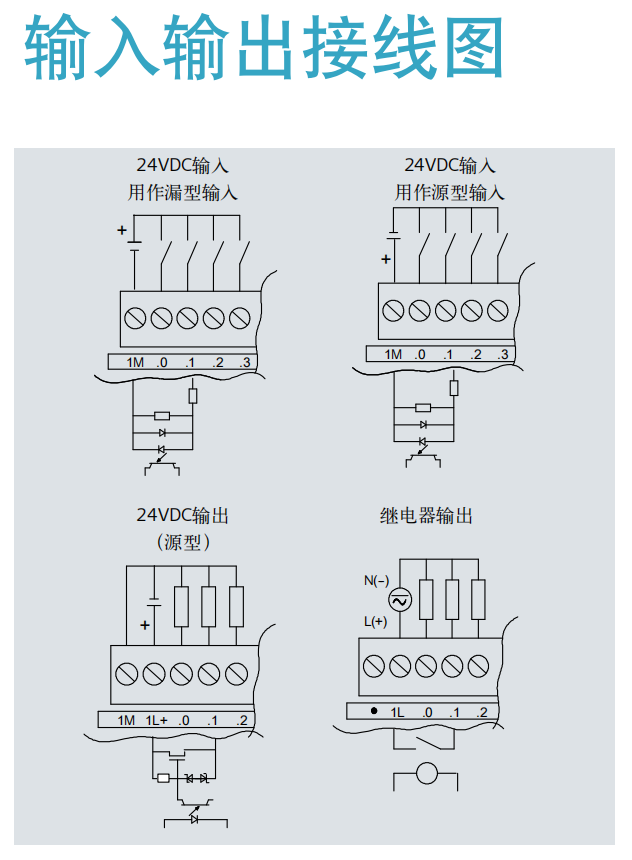 输入输出接线图
24VDC输入
用作漏型输入
+
1M .0 .1 .2 .3
24VDC输入
用作源型输入
+
1M .0 .1 .2 .3
24VDC输出
(源型)
+
1M 1L+ .0 .1 .2
继电器输出
N(-)
L(+)
1L .0 .1 .2